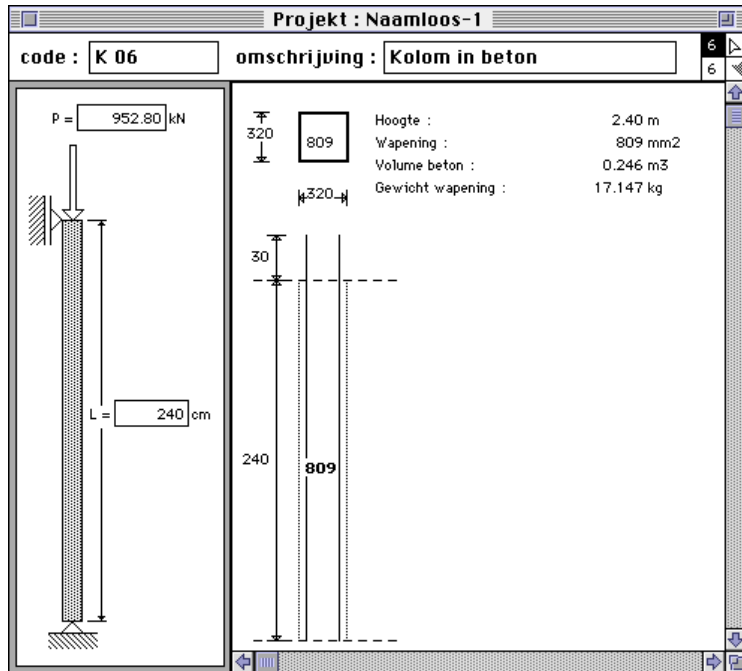 Projekt : Naamloos-1
code : K 06 omschrijving : Kolom in beton
6
6
P = 952.80 kN
L = 240 cm
320
809
320
Hoogte : 2.40 m
Wapening : 809 mm2
Volume beton : 0.246 m3
Gewicht wapening : 17.147 kg
30
240
809